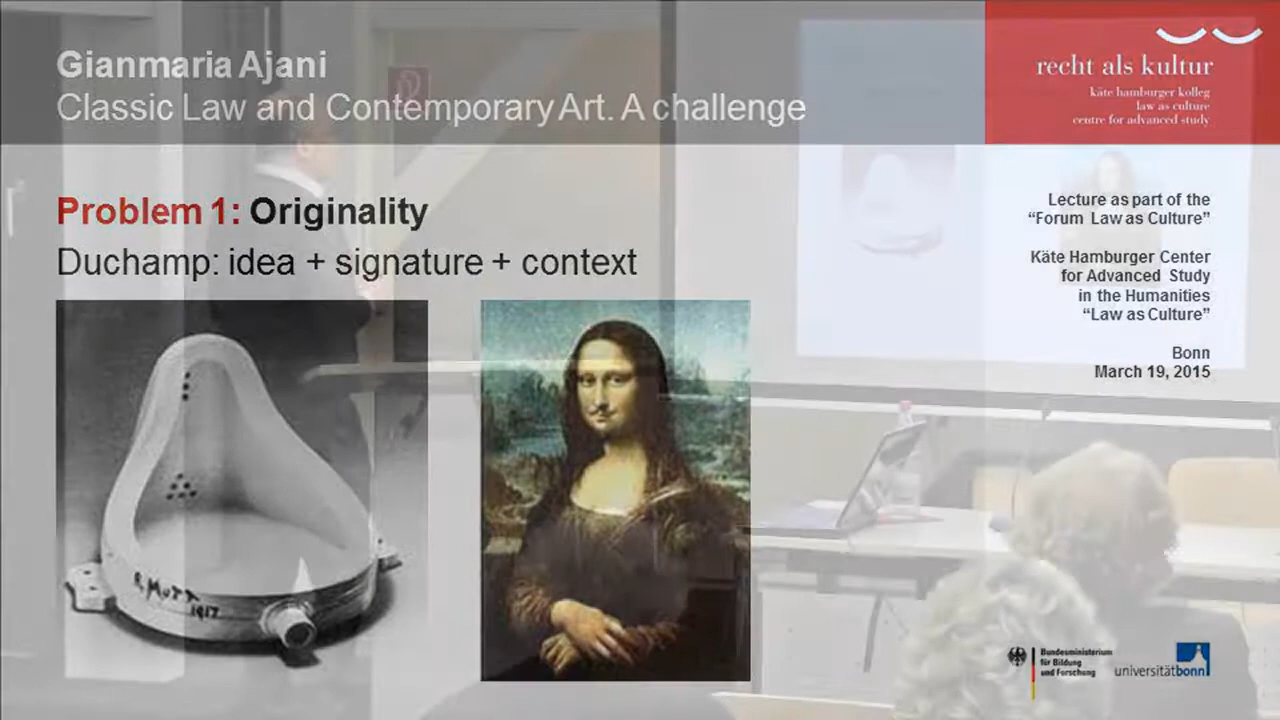 Gianmaria Ajani
Classic Law and Contemporary Art. A challenge
recht als kultur
käte hamburger kolleg
law as culture
centre for advanced study
Problem 1: Originality
Duchamp: idea + signature + context
Lecture as part of the
“Forum Law as Culture”
Käte Hamburger Center
for Advanced Study
in the Humanities
“Law as Culture”
Bonn
March 19, 2015
R. MUTT
1917
Bundesministerium
für Bildung
und Forschung
universitätbonn